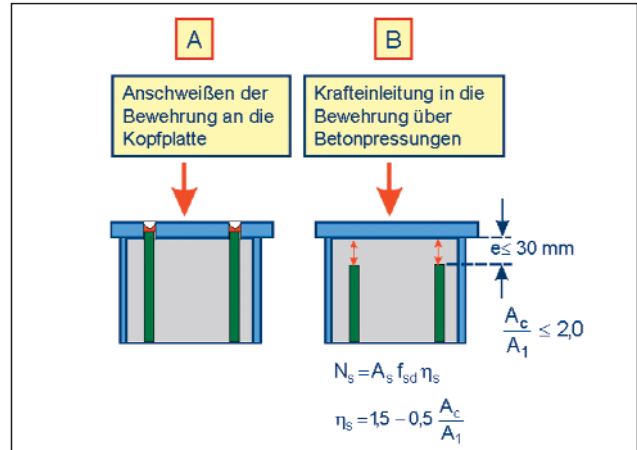 A
B
Anschweißen der
Bewehrung an die
Kopfplatte
Krafteinleitung in die
Bewehrung über
Betonpressungen
e≤ 30 mm
A_c/A_1 ≤ 2,0
N_s = A_s f_sd η_s
η_s = 1,5 − 0,5 A_c/A_1